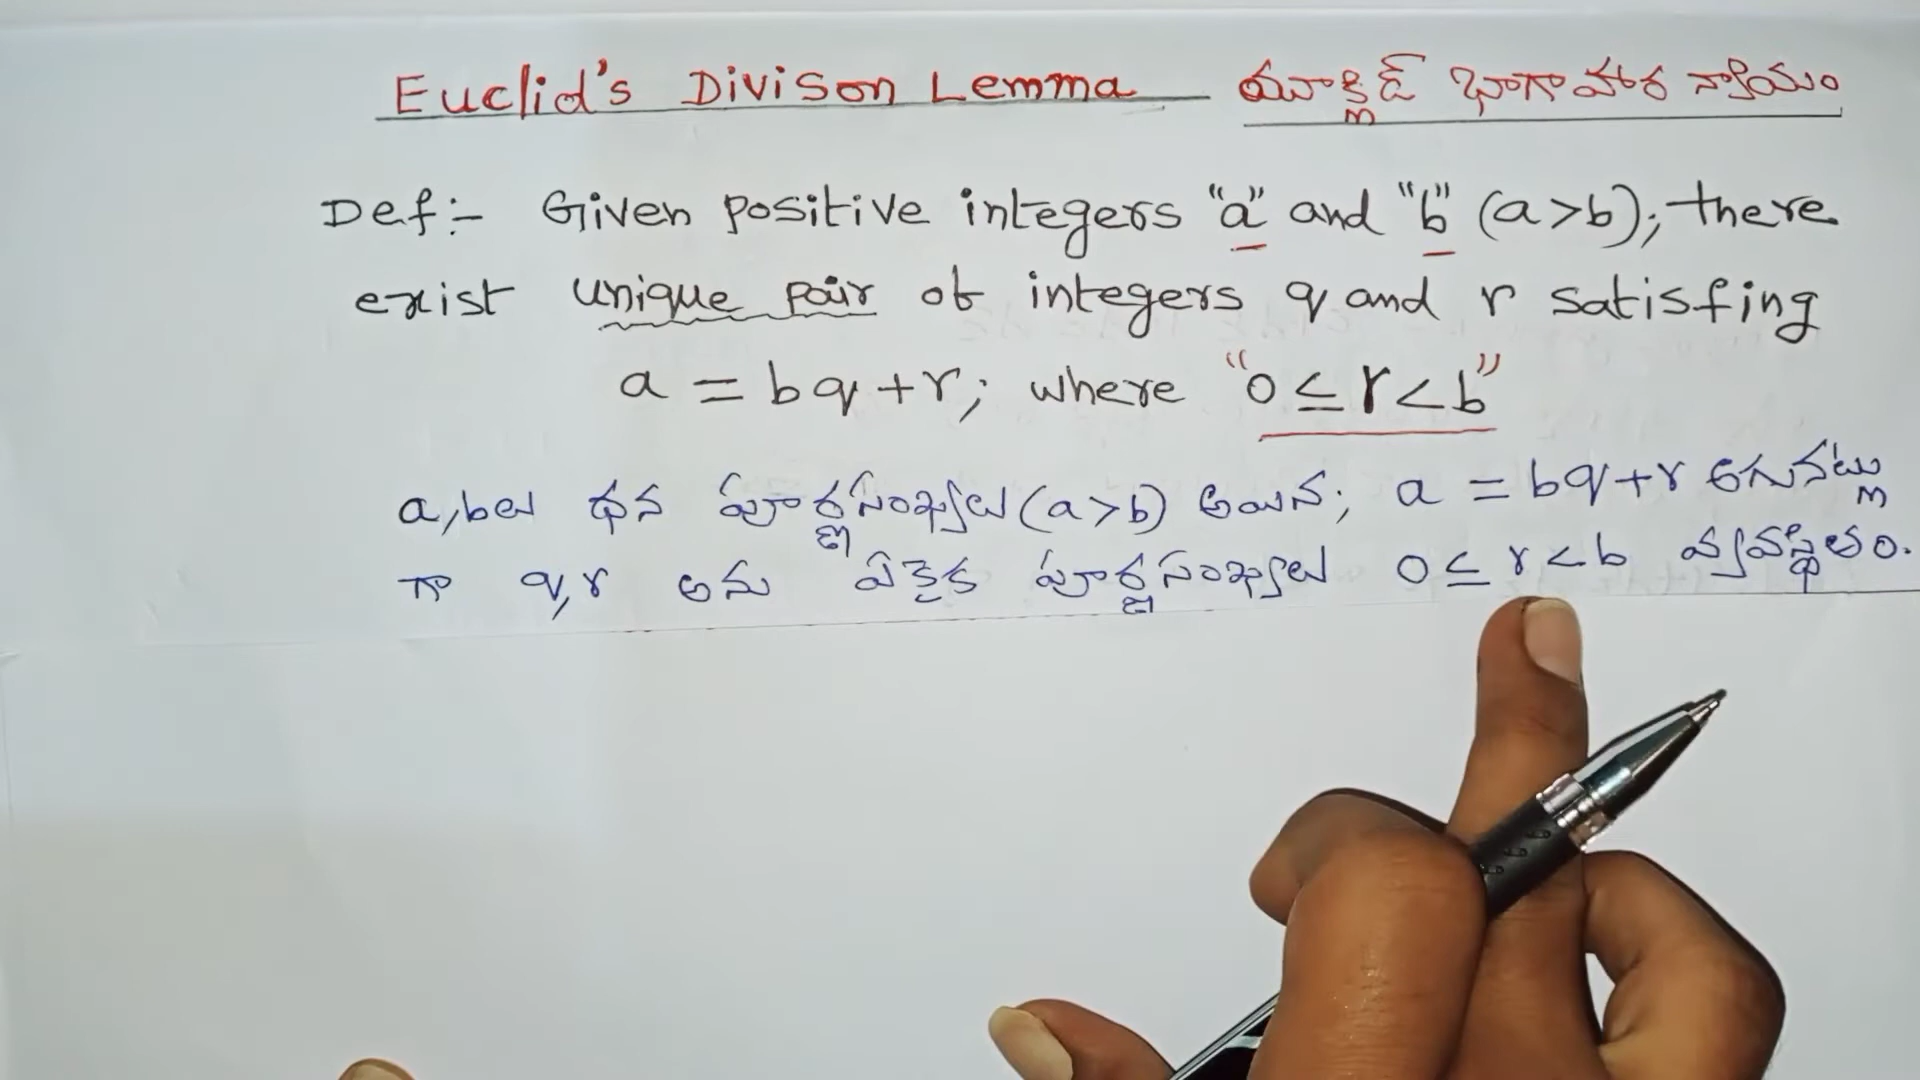 Euclid's Divison Lemma యూక్లిడ్ భాగాహార న్యాయం
Def:- Given positive integers "a" and "b" (a>b); there
exist unique pair of integers q and r satisfing
a = bq+r; where "0≤r<b"
a,bలు ధన పూర్ణసంఖ్యలు(a>b) అయిన; a = bq+r అగునట్లు
గా q,r అను ఏకైక పూర్ణసంఖ్యలు 0≤ r<b వ్యవస్థితం.